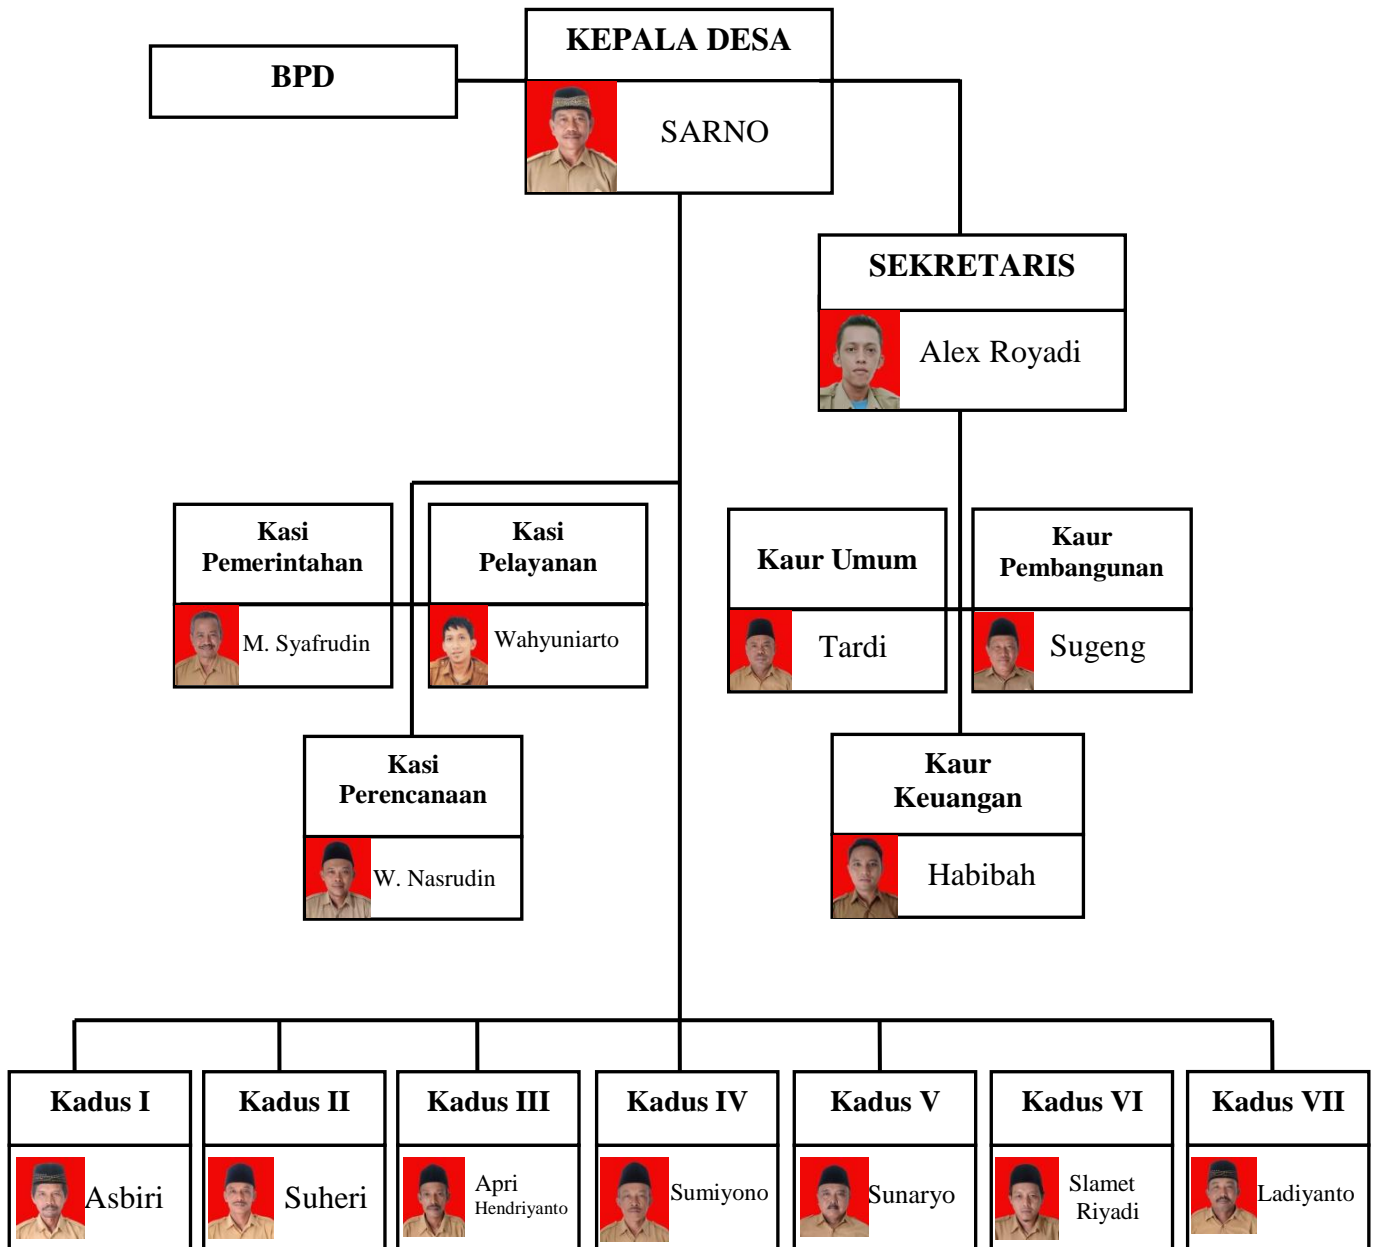 KEPALA DESA
BPD
SARNO
SEKRETARIS
Alex Royadi
Kasi
Pemerintahan
M. Syafrudin
Kasi
Pelayanan
Wahyuniarto
Kaur Umum
Tardi
Kaur
Pembangunan
Sugeng
Kasi
Perencanaan
W. Nasrudin
Kaur
Keuangan
Habibah
Kadus I
Asbiri
Kadus II
Suheri
Kadus III
Apri
Hendriyanto
Kadus IV
Sumiyono
Kadus V
Sunaryo
Kadus VI
Slamet
Riyadi
Kadus VII
Ladiyanto